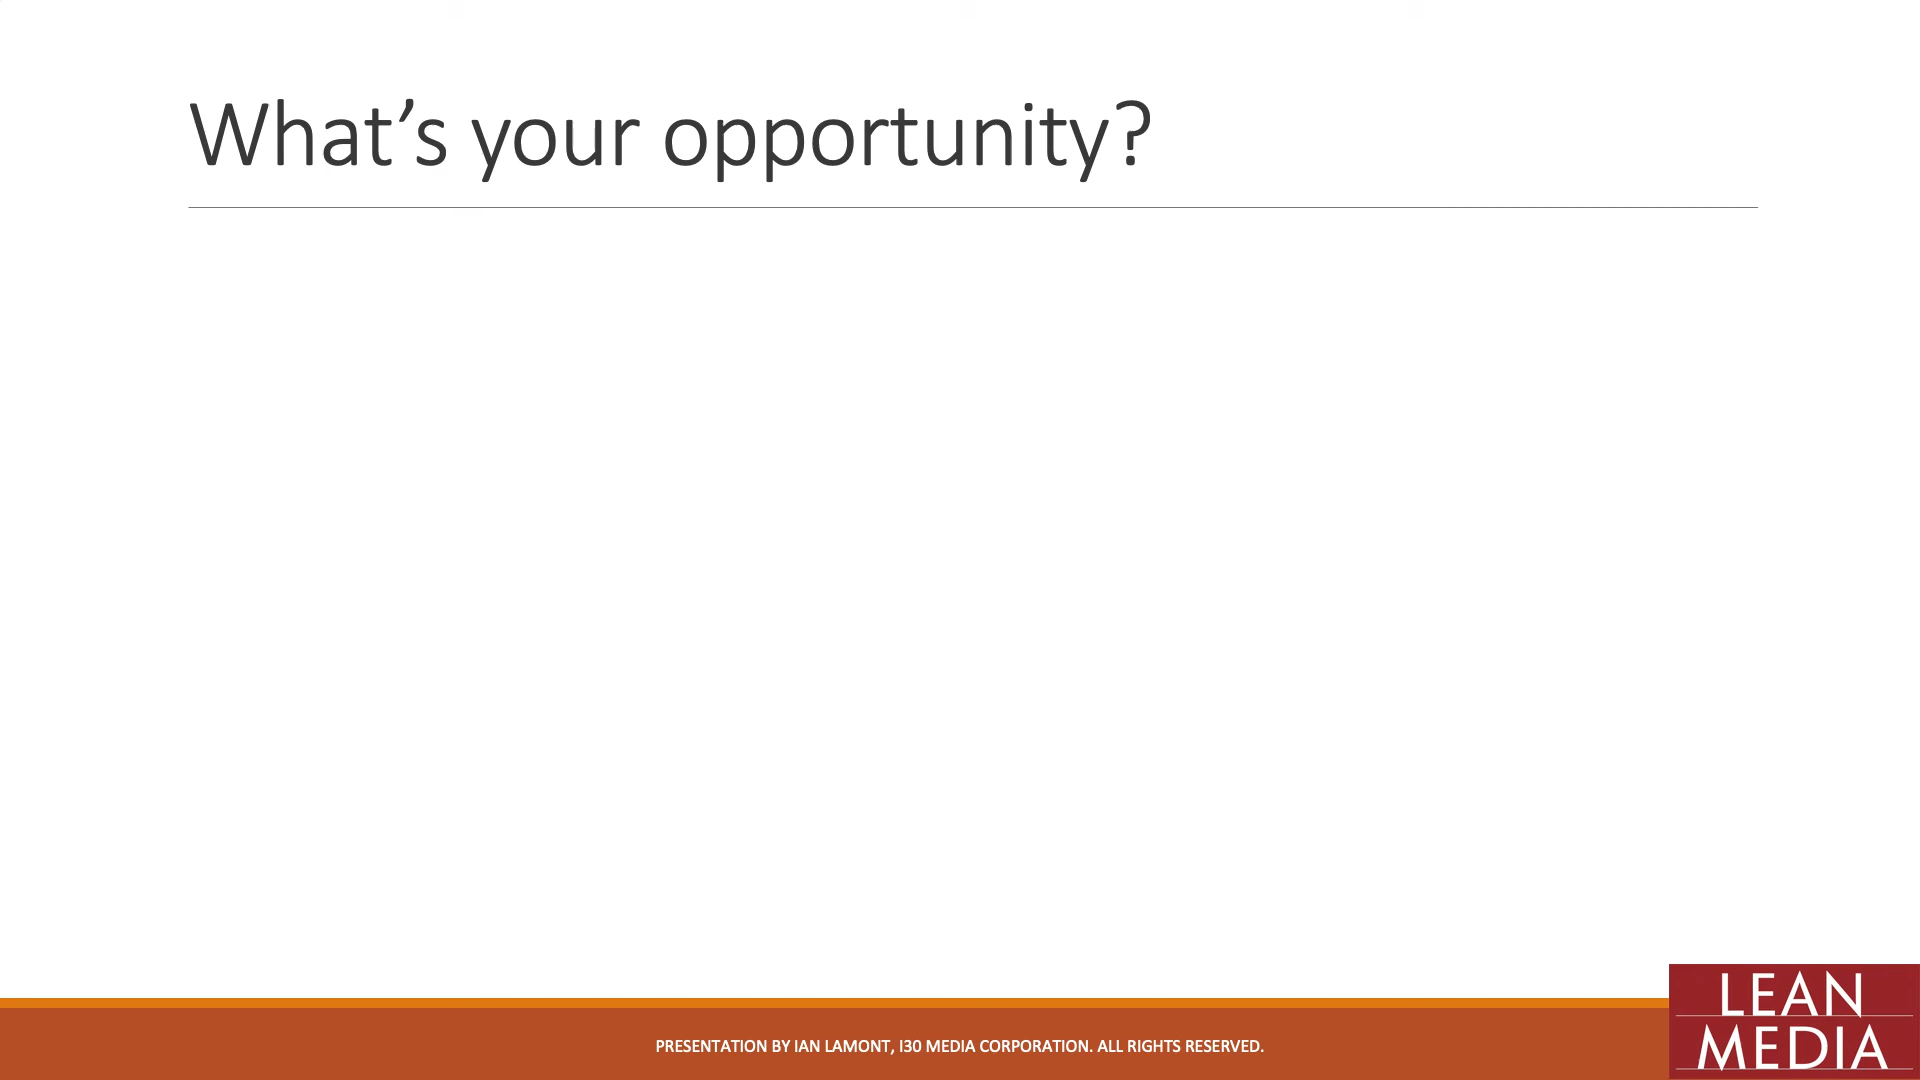 What’s your opportunity?
PRESENTATION BY IAN LAMONT, I30 MEDIA CORPORATION. ALL RIGHTS RESERVED.
LEAN
MEDIA